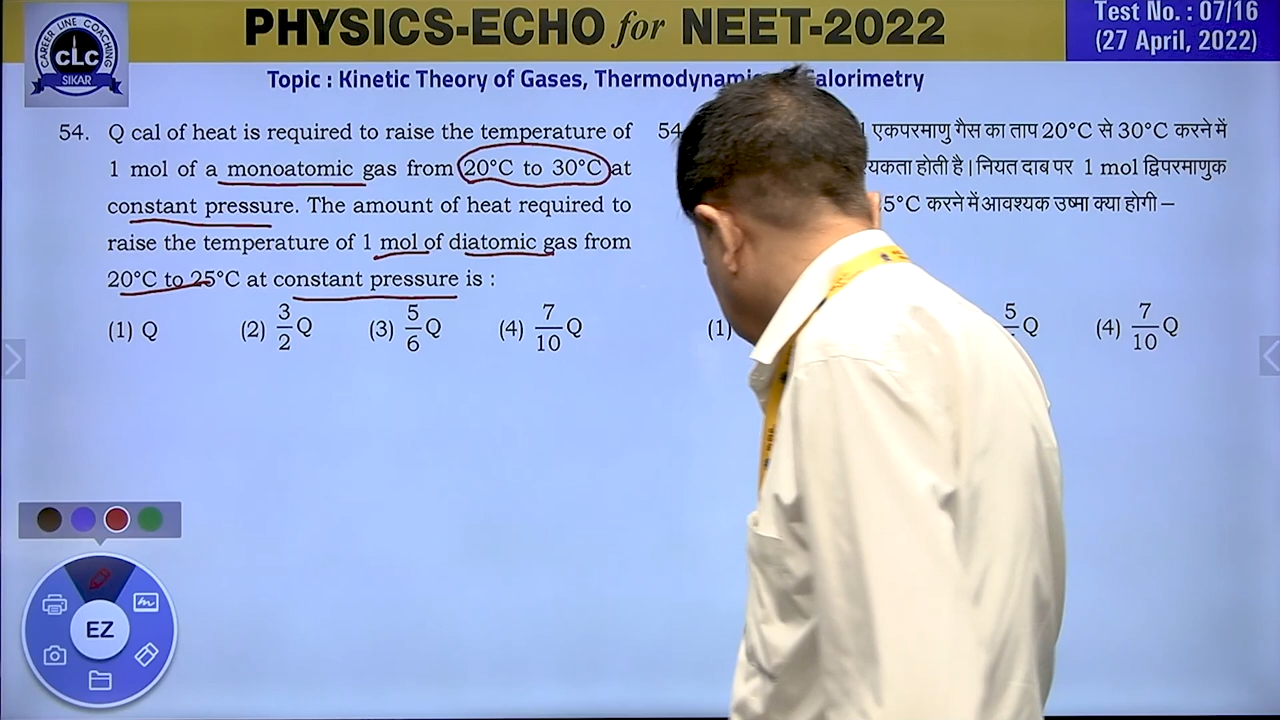 CAREER LINE COACHING
CLC
SIKAR
PHYSICS-ECHO for NEET-2022
Test No. : 07/16
(27 April, 2022)
Topic : Kinetic Theory of Gases, Calorimetry
54. Q cal of heat is required to raise the temperature of
1 mol of a monoatomic gas from 20°C to 30°C at
constant pressure. The amount of heat required to
raise the temperature of 1 mol of diatomic gas from
20°C to 25°C at constant pressure is :
(1) Q (2) 3/2 Q (3) 5/6 Q (4) 7/10 Q
54
एकपरमाणु गैस का ताप 20°C से 30°C करने में
होती है। नियत दाब पर 1 mol द्विपरमाणुक
5°C करने में आवश्यक उष्मा क्या होगी –
(1) 5/6 Q (4) 7/10 Q
EZ